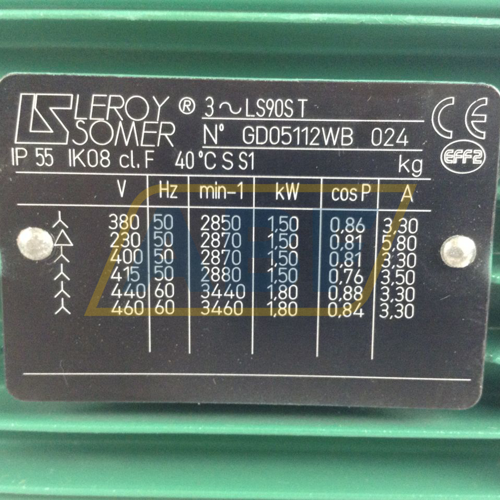 LEROY SOMER ® 3~LS90S T
N° GD05112WB 024
IP 55 IK08 cl.F 40°C S S1 kg
CE
EFF2
V Hz min-1 kW cos P A
380 50 2850 1,50 0,86 3,30
230 50 2870 1,50 0,81 5,80
400 50 2870 1,50 0,81 3,30
415 50 2880 1,50 0,76 3,50
440 60 3440 1,80 0,88 3,30
460 60 3460 1,80 0,84 3,30